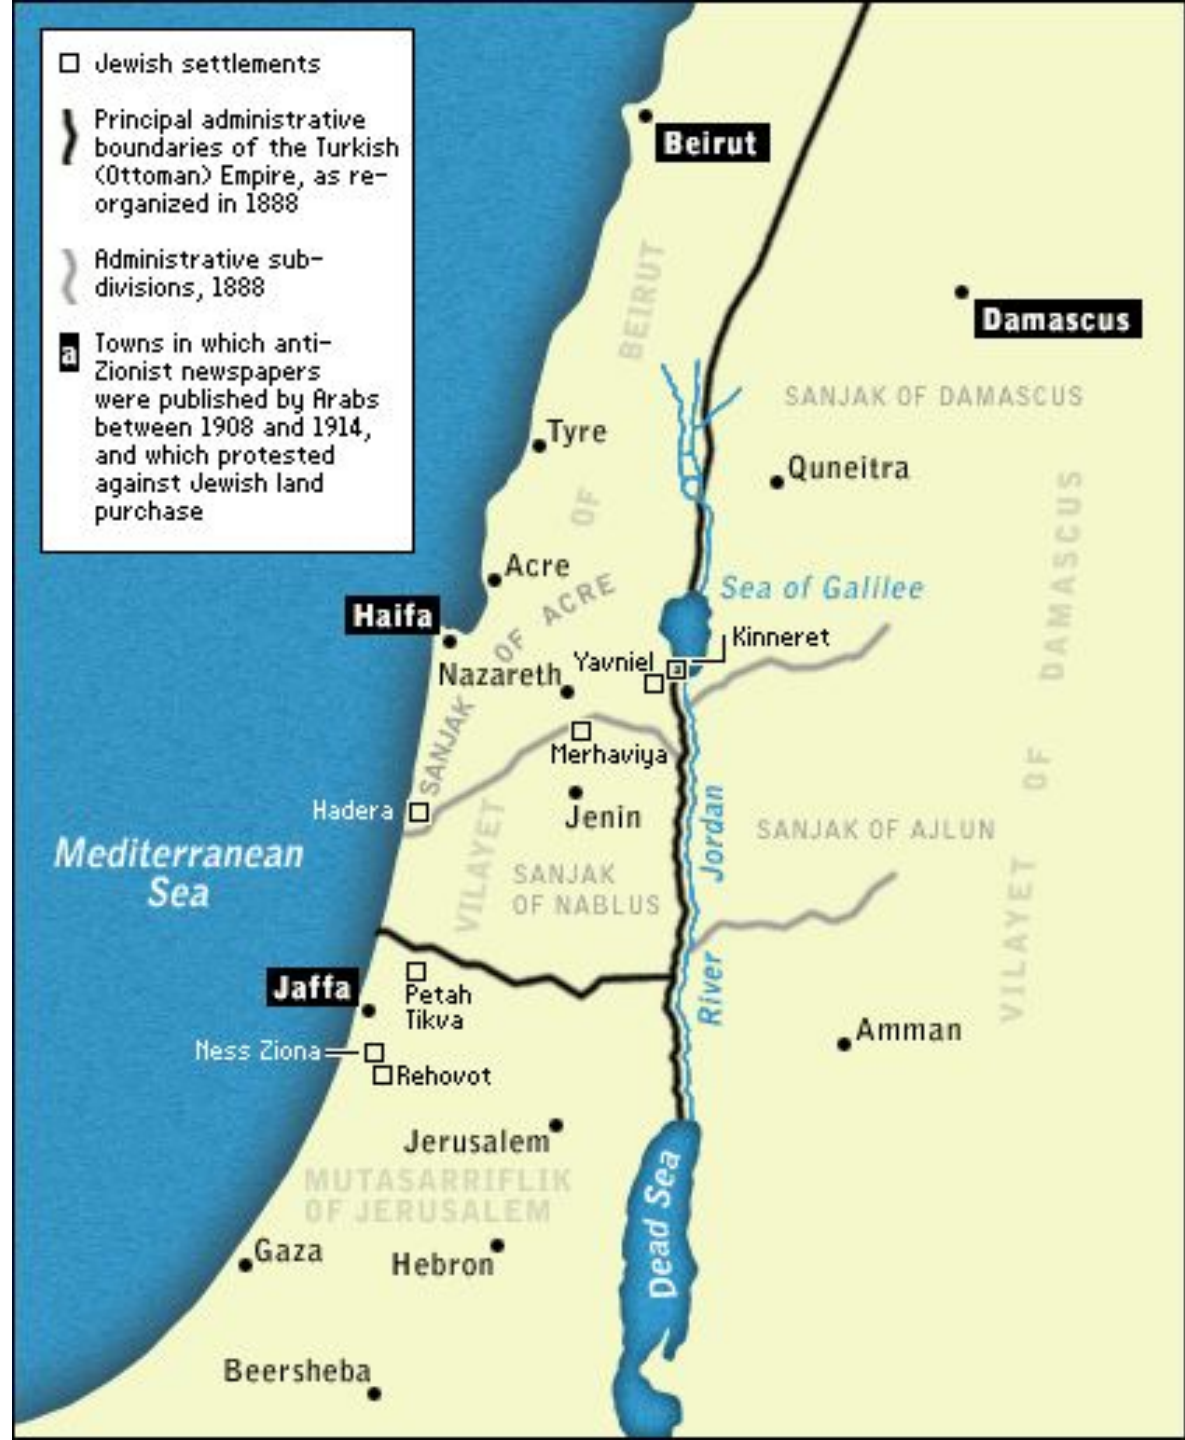 Jewish settlements
Principal administrative
boundaries of the Turkish
(Ottoman) Empire, as re-
organized in 1888
Administrative sub-
divisions, 1888
a
Towns in which anti-
Zionist newspapers
were published by Arabs
between 1908 and 1914,
and which protested
against Jewish land
purchase
Beirut
Damascus
SANJAK OF DAMASCUS
Tyre
Quneitra
Acre
Sea of Galilee
Haifa
Kinneret
Yavniel
a
Nazareth
SANJAK OF ACRE
Merhaviya
Hadera
Jenin
Mediterranean
Sea
SANJAK OF AJLUN
SANJAK
OF NABLUS
VILAYET OF BEIRUT
VILAYET OF DAMASCUS
River Jordan
Jaffa
Petah
Tikva
Ness Ziona
Rehovot
Amman
Jerusalem
MUTASARRIFLIK
OF JERUSALEM
Dead Sea
Gaza
Hebron
Beersheba